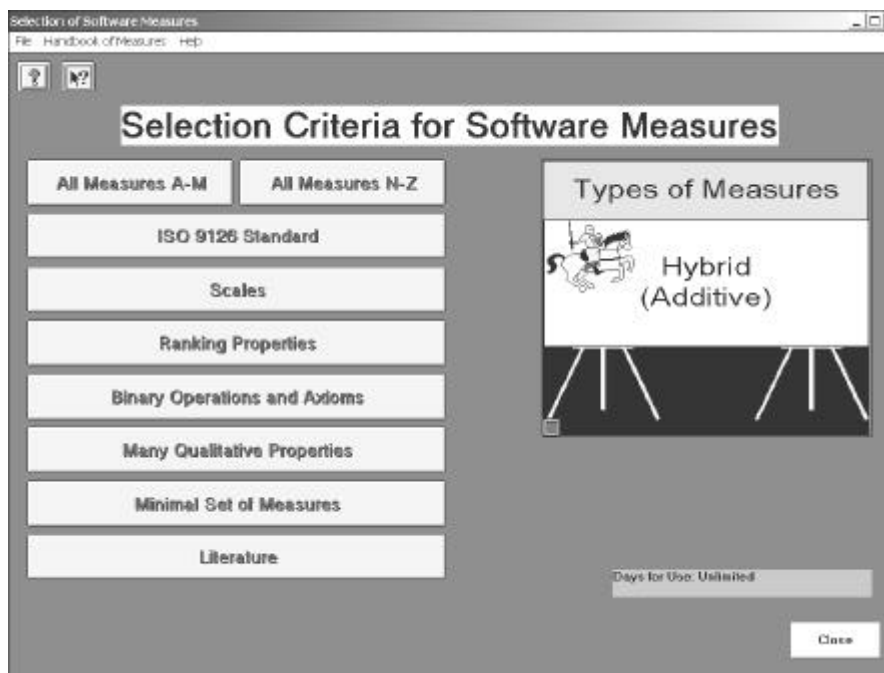 Selection of Software Measures
File Handbook of Measures Help
Selection Criteria for Software Measures
All Measures A-M
All Measures N-Z
ISO 9126 Standard
Scales
Ranking Properties
Binary Operations and Axioms
Many Qualitative Properties
Minimal Set of Measures
Literature
Types of Measures
Hybrid
(Additive)
Days for Use: Unlimited
Close